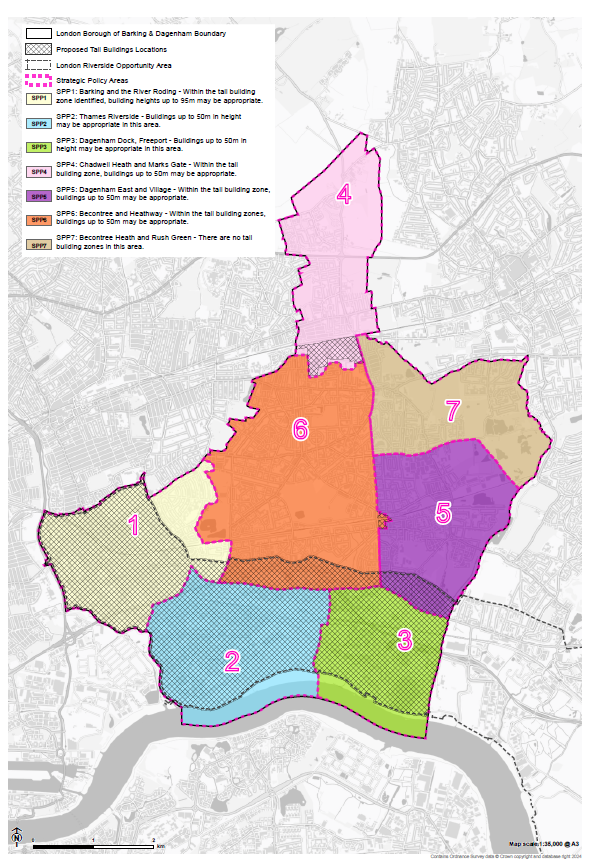 London Borough of Barking & Dagenham Boundary
Proposed Tall Buildings Locations
London Riverside Opportunity Area
Strategic Policy Areas
SPP1
SPP1: Barking and the River Roding - Within the tall building
zone identified, building heights up to 95m may be appropriate.
SPP2
SPP2: Thames Riverside - Buildings up to 50m in height
may be appropriate in this area.
SPP3
SPP3: Dagenham Dock, Freeport - Buildings up to 50m in
height may be appropriate in this area.
SPP4
SPP4: Chadwell Heath and Marks Gate - Within the tall
building zone, buildings up to 50m may be appropriate.
SPP5
SPP5: Dagenham East and Village - Within the tall building zone,
buildings up to 50m may be appropriate.
SPP6
SPP6: Becontree and Heathway - Within the tall building zones,
buildings up to 50m may be appropriate.
SPP7
SPP7: Becontree Heath and Rush Green - There are no tall
building zones in this area.
4
7
6
5
1
3
2
N
0 1 2
km
Map scale 1:38,000 @A3
Contains Ordnance Survey data © Crown copyright and database right 2024